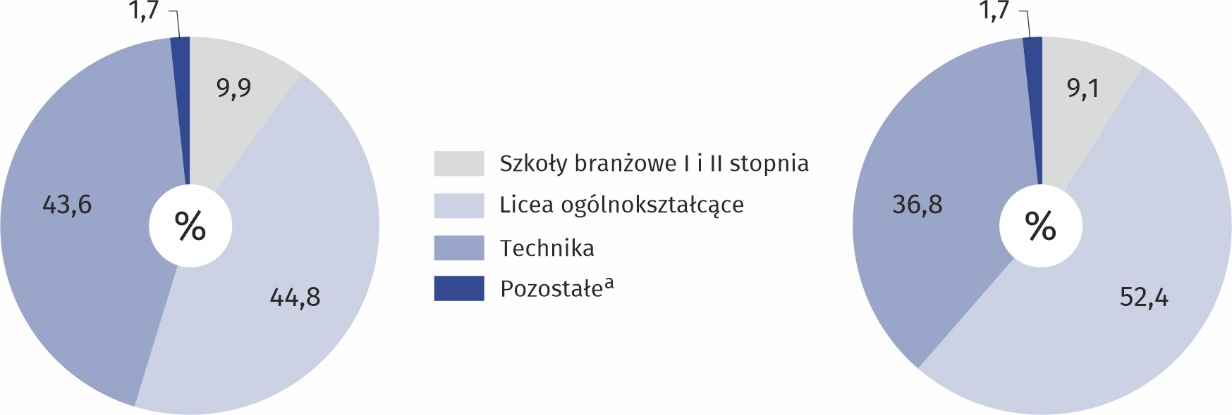 1,7
9,9
43,6
%
44,8
Szkoły branżowe I i II stopnia
Licea ogólnokształcące
Technika
Pozostałeᵃ
1,7
9,1
36,8
%
52,4